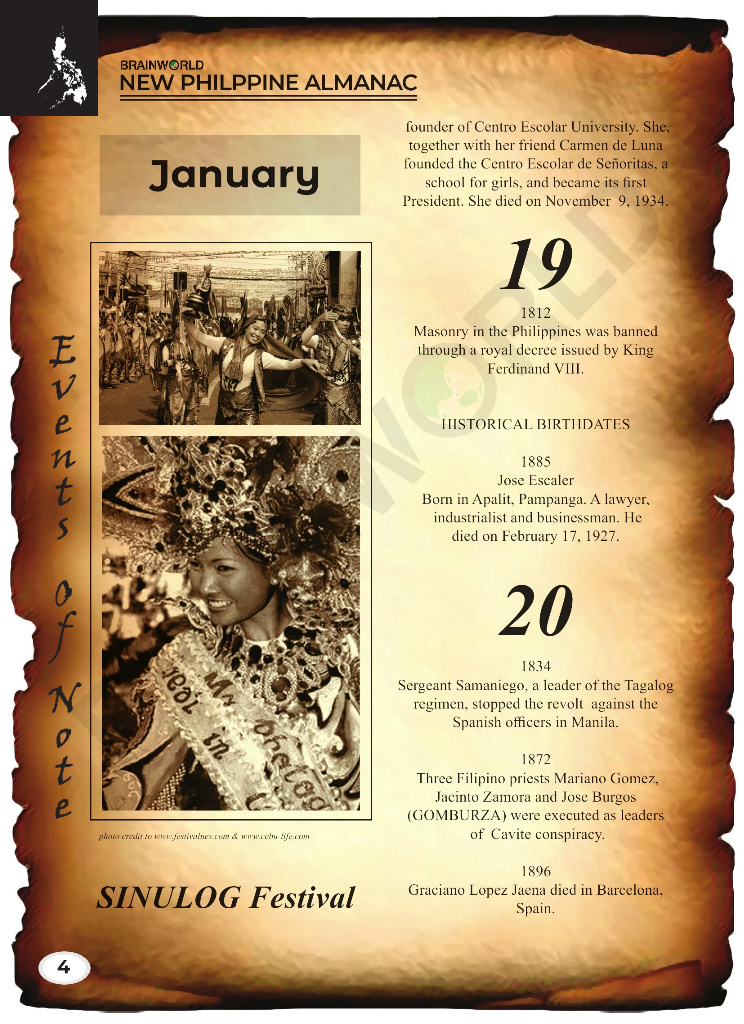 BRAINWORLD
NEW PHILPPINE ALMANAC
January
Events of Note
photo credit to www.festivalues.com & www.cebu-life.com
SINULOG Festival
4
founder of Centro Escolar University. She,
together with her friend Carmen de Luna
founded the Centro Escolar de Señoritas, a
school for girls, and became its first
President. She died on November 9, 1934.
19
1812
Masonry in the Philippines was banned
through a royal decree issued by King
Ferdinand VIII.
HISTORICAL BIRTHDATES
1885
Jose Escaler
Born in Apalit, Pampanga. A lawyer,
industrialist and businessman. He
died on February 17, 1927.
20
1834
Sergeant Samaniego, a leader of the Tagalog
regimen, stopped the revolt against the
Spanish officers in Manila.
1872
Three Filipino priests Mariano Gomez,
Jacinto Zamora and Jose Burgos
(GOMBURZA) were executed as leaders
of Cavite conspiracy.
1896
Graciano Lopez Jaena died in Barcelona,
Spain.